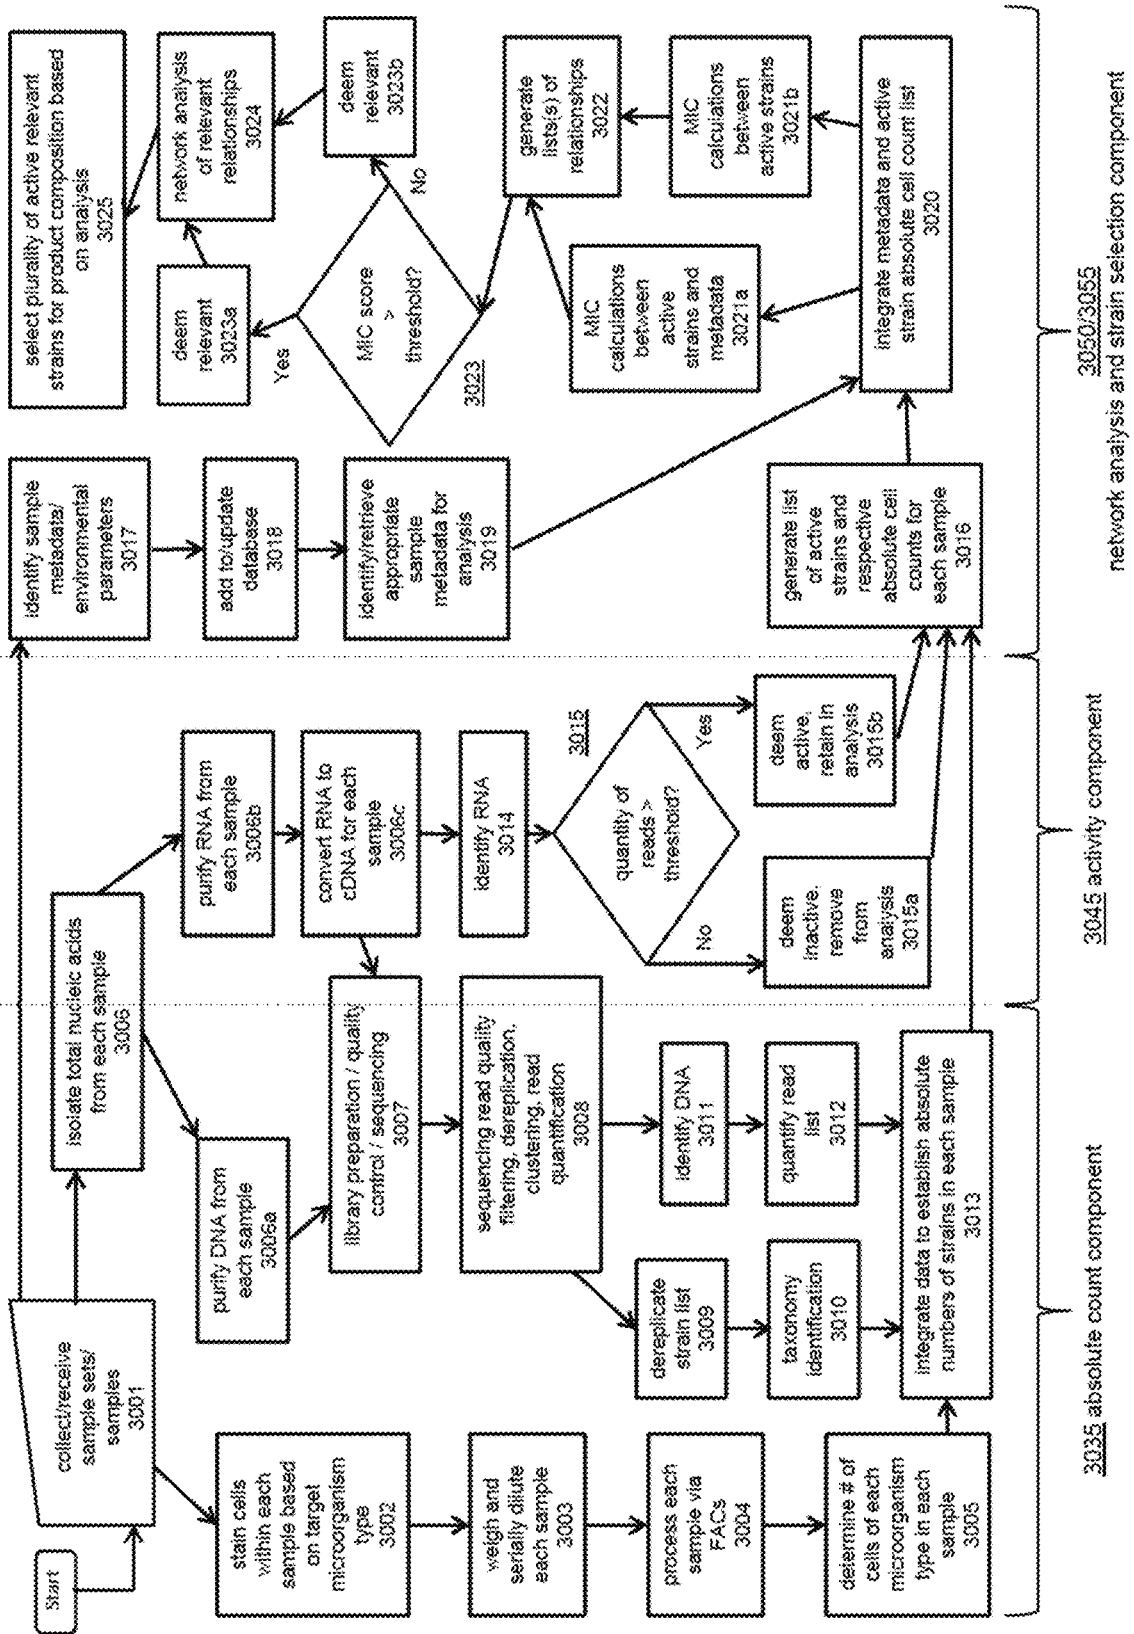 Start
collect/receive
sample sets/
samples
3001
stain cells
within each
sample based
on target
microorganism
type
3002
weigh and
serially dilute
each sample
3003
process each
sample via
FACs
3004
determine # of
cells of each
microorganism
type in each
sample
3005
isolate total nucleic acids
from each sample
3006
purify DNA from
each sample
3006a
purify RNA from
each sample
3006b
convert RNA to
cDNA for each
sample
3006c
library preparation / quality
control / sequencing
3007
sequencing read quality
filtering, dereplication,
clustering, read
quantification
3008
dereplicate
strain list
3009
taxonomy
identification
3010
identify DNA
3011
quantify read
list
3012
integrate data to establish absolute
numbers of strains in each sample
3013
identify RNA
3014
3015
quantity of
reads >
threshold?
No
Yes
deem
inactive,
remove
from
analysis
3015a
deem
active,
retain in
analysis
3015b
generate list
of active
strains and
respective
absolute cell
counts for
each sample
3016
identify sample
metadata/
environmental
parameters
3017
add to/update
database
3018
identify/retrieve
appropriate
sample
metadata for
analysis
3019
integrate metadata and active
strain absolute cell count list
3020
MIC
calculations
between
active
strains and
metadata
3021a
MIC
calculations
between
active strains
3021b
generate
lists(s) of
relationships
3022
MIC score
>
threshold?
3023
Yes
No
deem
relevant
3023a
deem
relevant
3023b
network analysis
of relevant
relationships
3024
select plurality of active relevant
strains for product composition based
on analysis
3025
3035 absolute count component
3045 activity component
3050/3055
network analysis and strain selection component